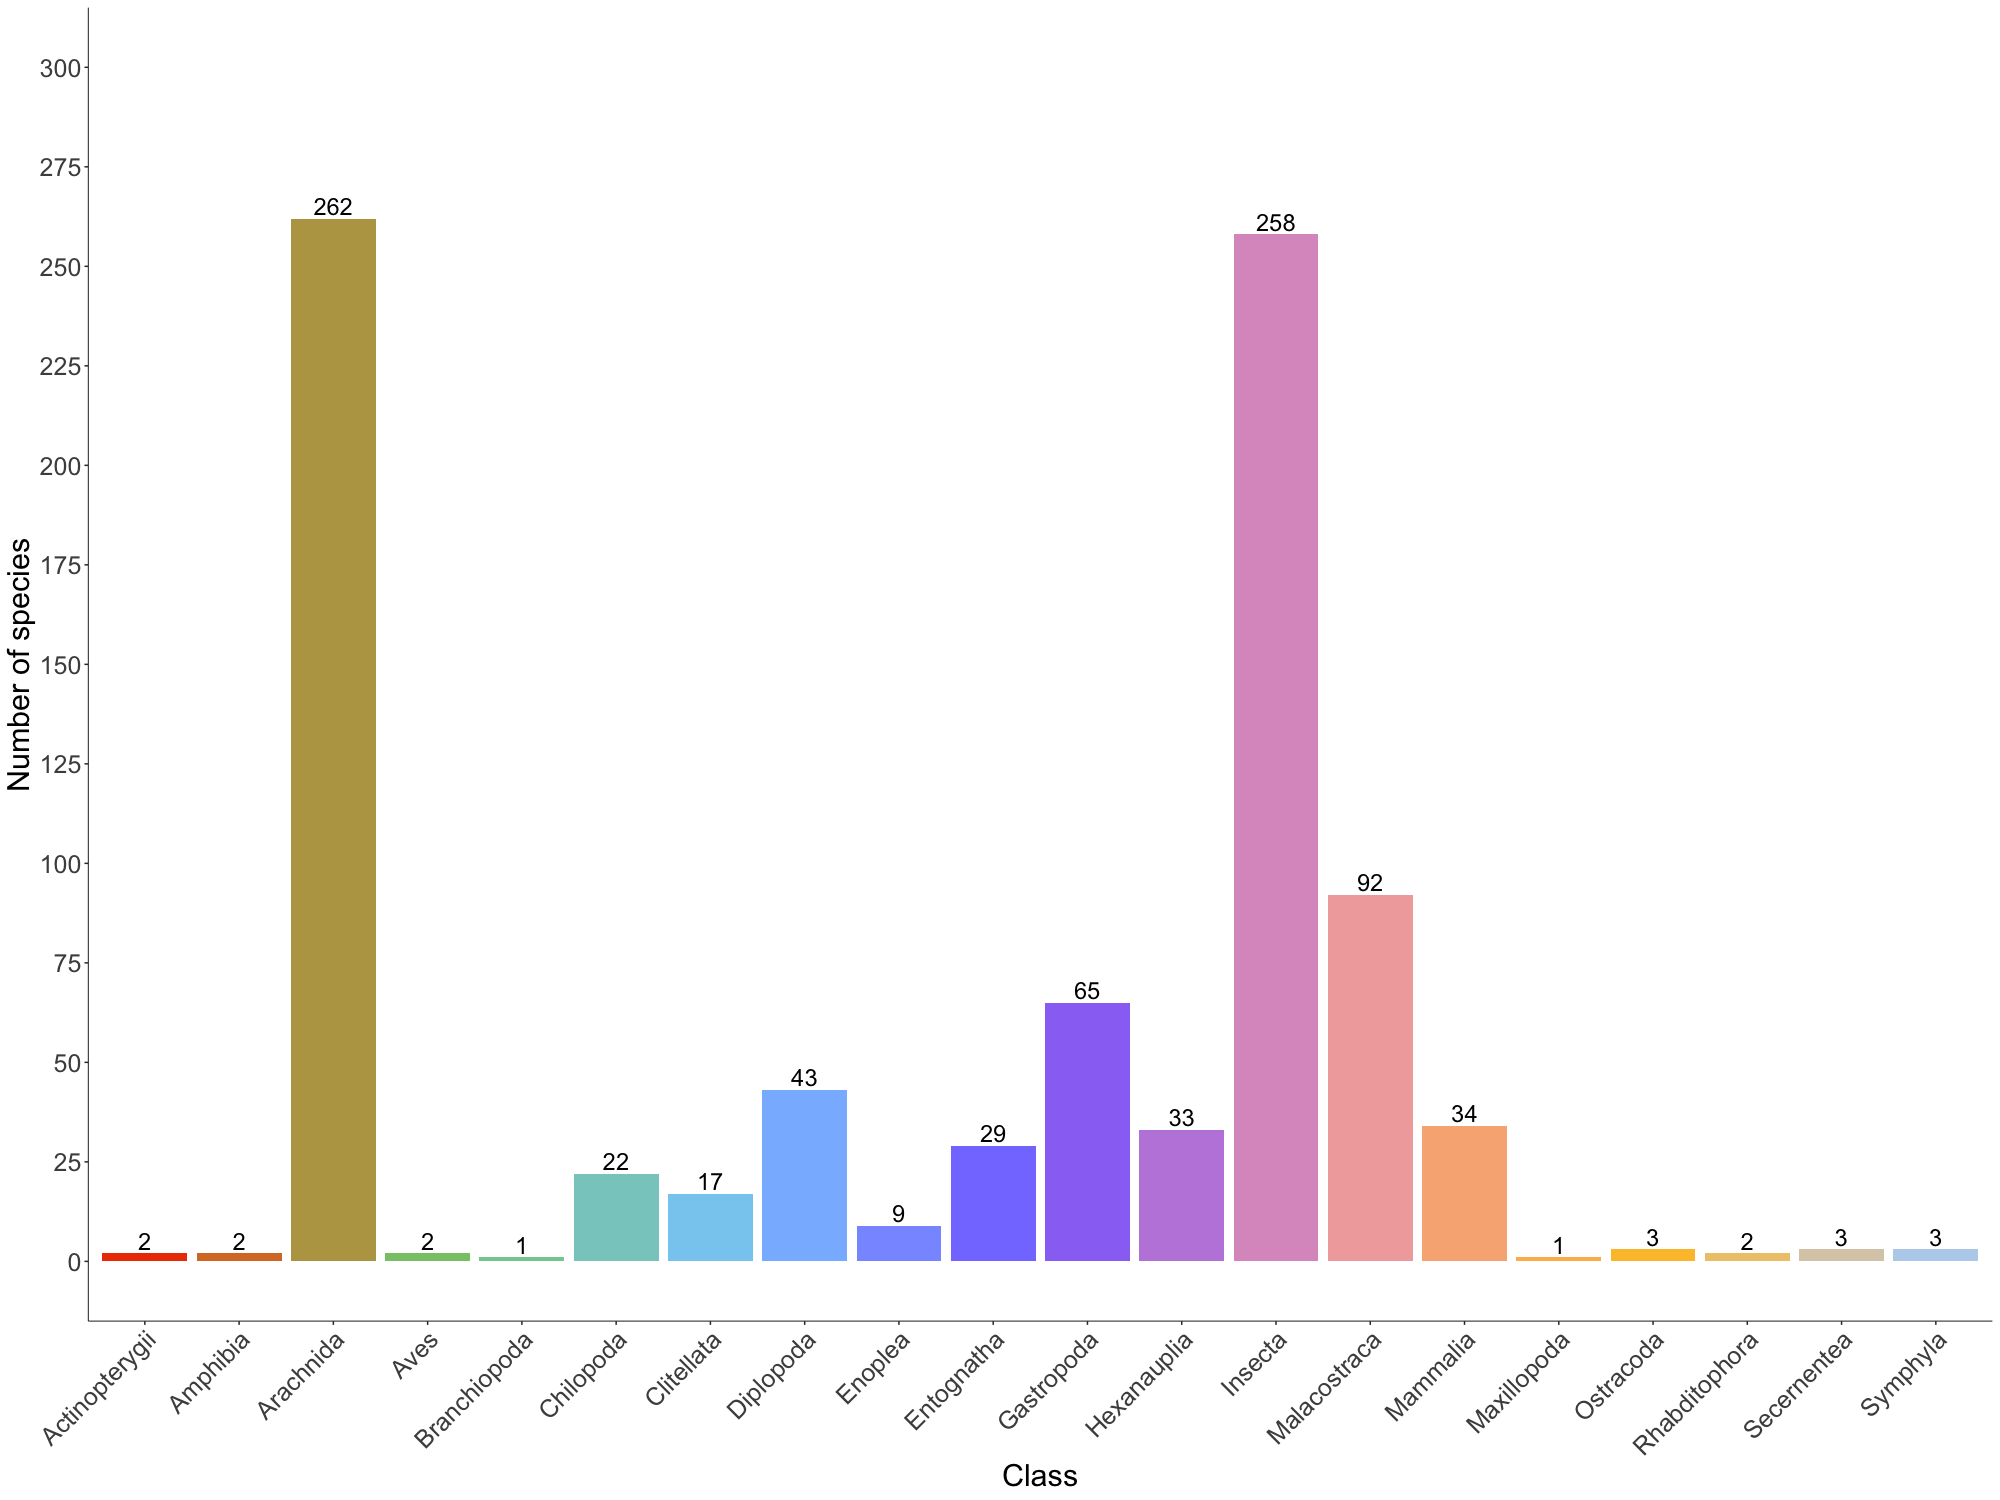 Number of species
300
275
250
225
200
175
150
125
100
75
50
25
0
2
2
262
2
1
22
17
43
9
29
65
33
258
92
34
1
3
2
3
3
Actinopterygii
Amphibia
Arachnida
Aves
Branchiopoda
Chilopoda
Clitellata
Diplopoda
Enoplea
Entognatha
Gastropoda
Hexanauplia
Insecta
Malacostraca
Mammalia
Maxillopoda
Ostracoda
Rhabditophora
Secernentea
Symphyla
Class